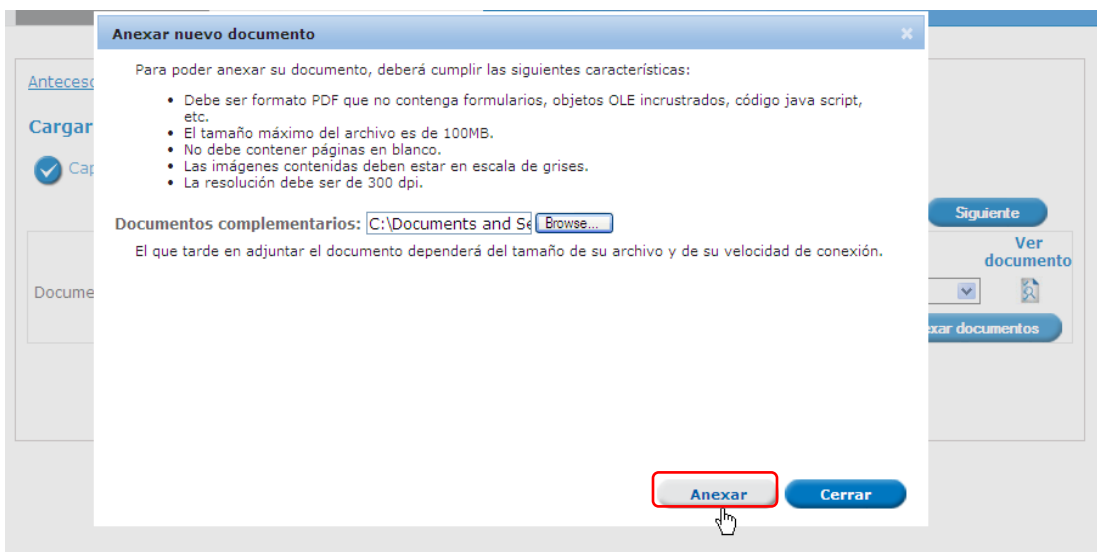 Anexar nuevo documento
Para poder anexar su documento, deberá cumplir las siguientes características:
• Debe ser formato PDF que no contenga formularios, objetos OLE incrustrados, código java script,
etc.
• El tamaño máximo del archivo es de 100MB.
• No debe contener páginas en blanco.
• Las imágenes contenidas deben estar en escala de grises.
• La resolución debe ser de 300 dpi.
Documentos complementarios: C:\Documents and Se Browse...
El que tarde en adjuntar el documento dependerá del tamaño de su archivo y de su velocidad de conexión.
Anexar Cerrar
Anteceso
Cargar
Cap
Siguiente
Ver
documento
Docume
exar documentos